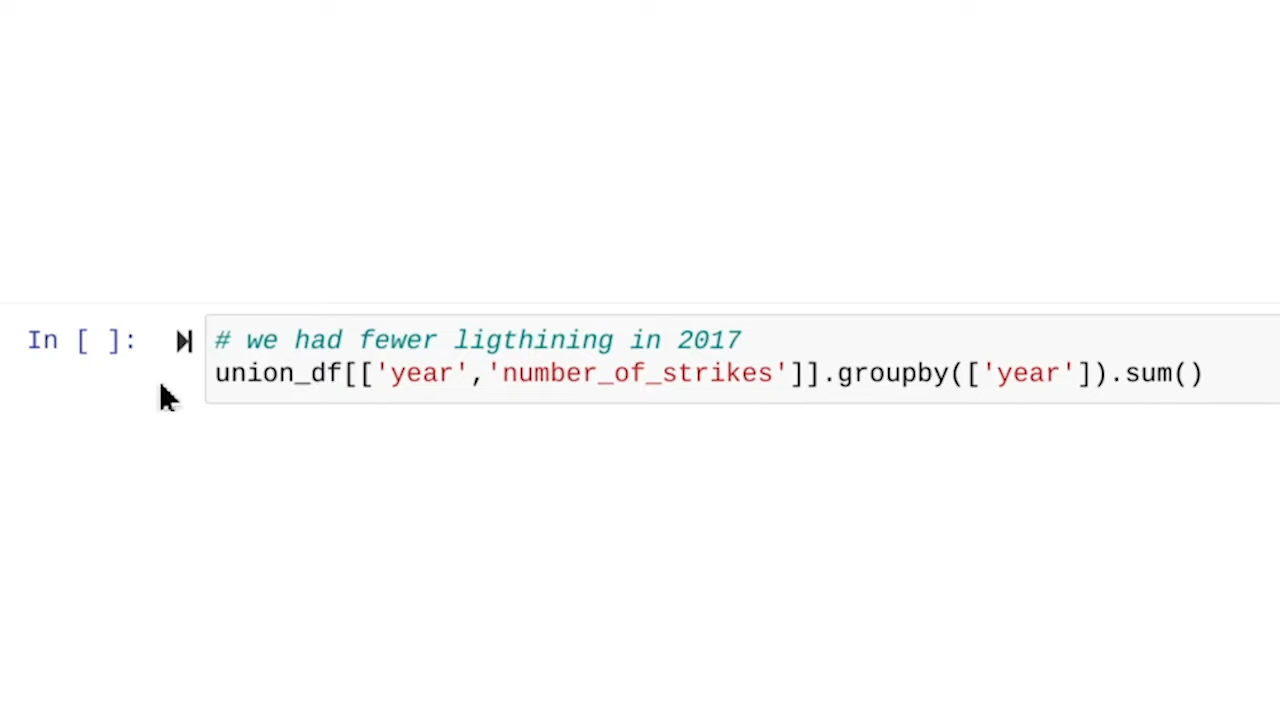 In [ ]: # we had fewer ligthining in 2017
union_df[['year','number_of_strikes']].groupby(['year']).sum()